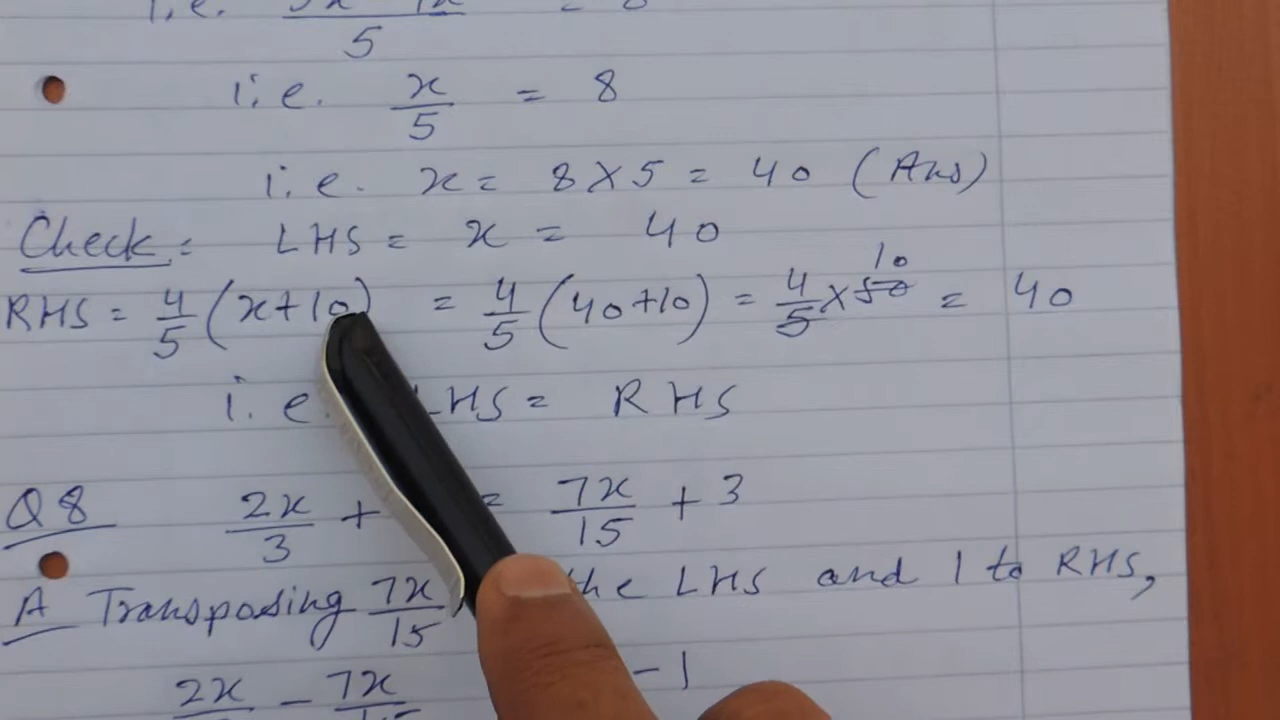 i.e.
5
i.e. x/5 = 8
i.e. x = 8 × 5 = 40 (Ans)
Check: LHS = x = 40
RHS = 4/5 (x+10) = 4/5 (40+10) = 4/5 × 50 10 = 40
i.e. LHS = RHS
Q8 2x/3 + = 7x/15 + 3
A Transposing 7x/15 the LHS and 1 to RHS,
2x - 7x - 1